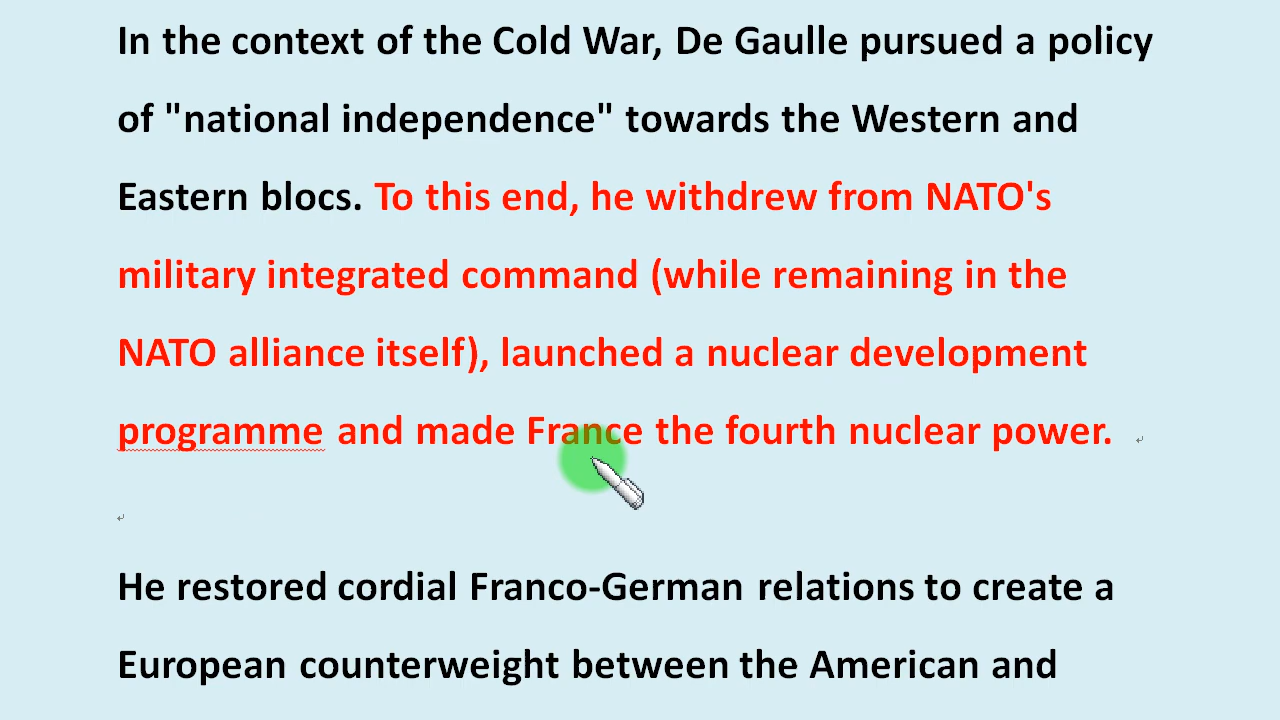 In the context of the Cold War, De Gaulle pursued a policy
of "national independence" towards the Western and
Eastern blocs. To this end, he withdrew from NATO's
military integrated command (while remaining in the
NATO alliance itself), launched a nuclear development
programme and made France the fourth nuclear power.
He restored cordial Franco-German relations to create a
European counterweight between the American and